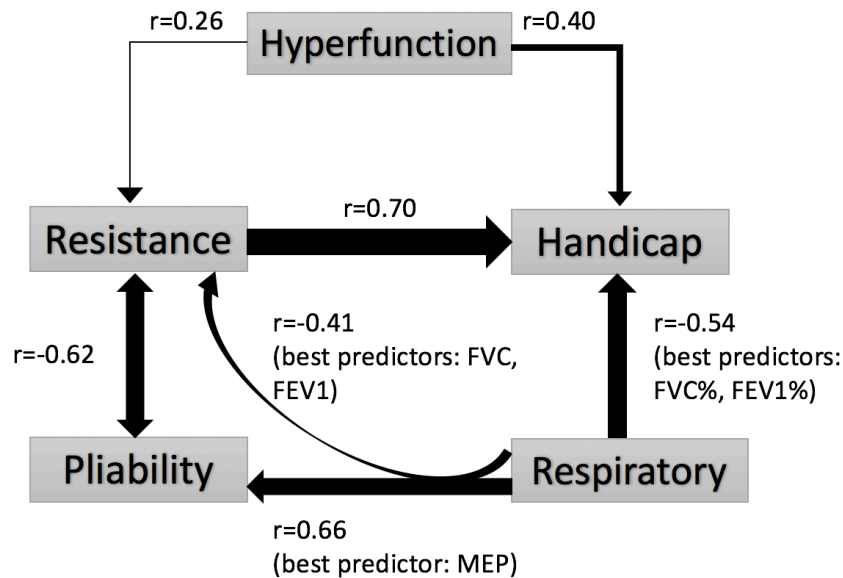 r=0.26
Hyperfunction
r=0.40
Resistance
r=0.70
Handicap
r=-0.62
r=-0.41
(best predictors: FVC,
FEV1)
r=-0.54
(best predictors:
FVC%, FEV1%)
Pliability
Respiratory
r=0.66
(best predictor: MEP)